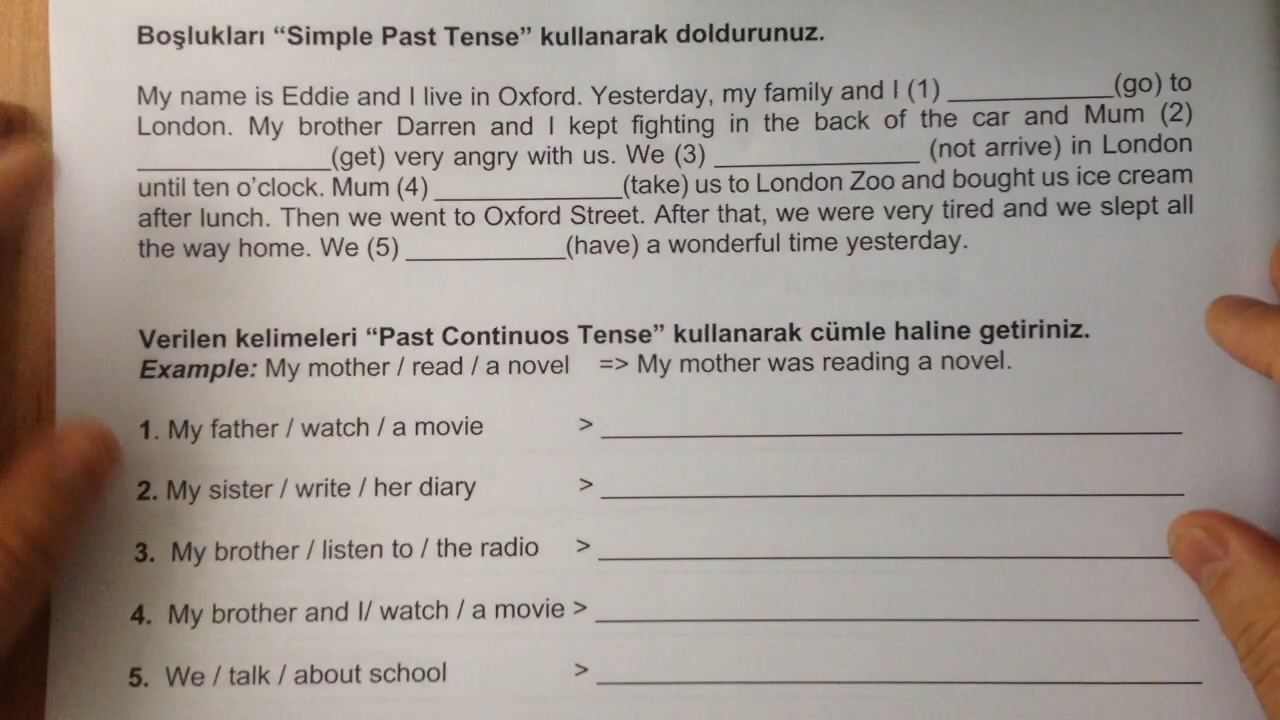 Boşlukları “Simple Past Tense” kullanarak doldurunuz.
My name is Eddie and I live in Oxford. Yesterday, my family and I (1) ____________(go) to
London. My brother Darren and I kept fighting in the back of the car and Mum (2)
______________(get) very angry with us. We (3) _______________ (not arrive) in London
until ten o’clock. Mum (4) ______________(take) us to London Zoo and bought us ice cream
after lunch. Then we went to Oxford Street. After that, we were very tired and we slept all
the way home. We (5) ____________(have) a wonderful time yesterday.
Verilen kelimeleri “Past Continuos Tense” kullanarak cümle haline getiriniz.
Example: My mother / read / a novel => My mother was reading a novel.
1. My father / watch / a movie > ____________________
2. My sister / write / her diary > ____________________
3. My brother / listen to / the radio > ____________________
4. My brother and I/ watch / a movie > ____________________
5. We / talk / about school > ____________________